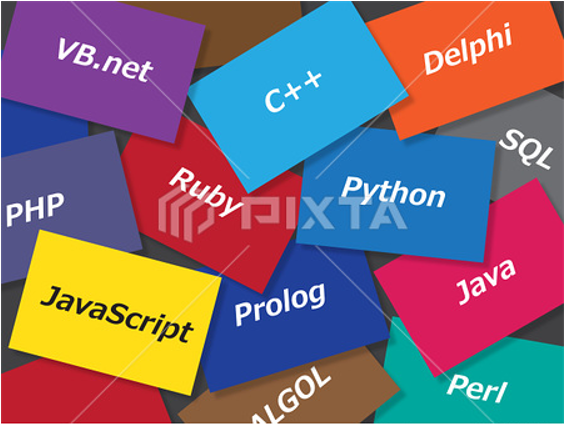 VB.net
C++
Delphi
SQL
PHP
Ruby
Python
PIXTA
Java
JavaScript
Prolog
ALGOL
Perl